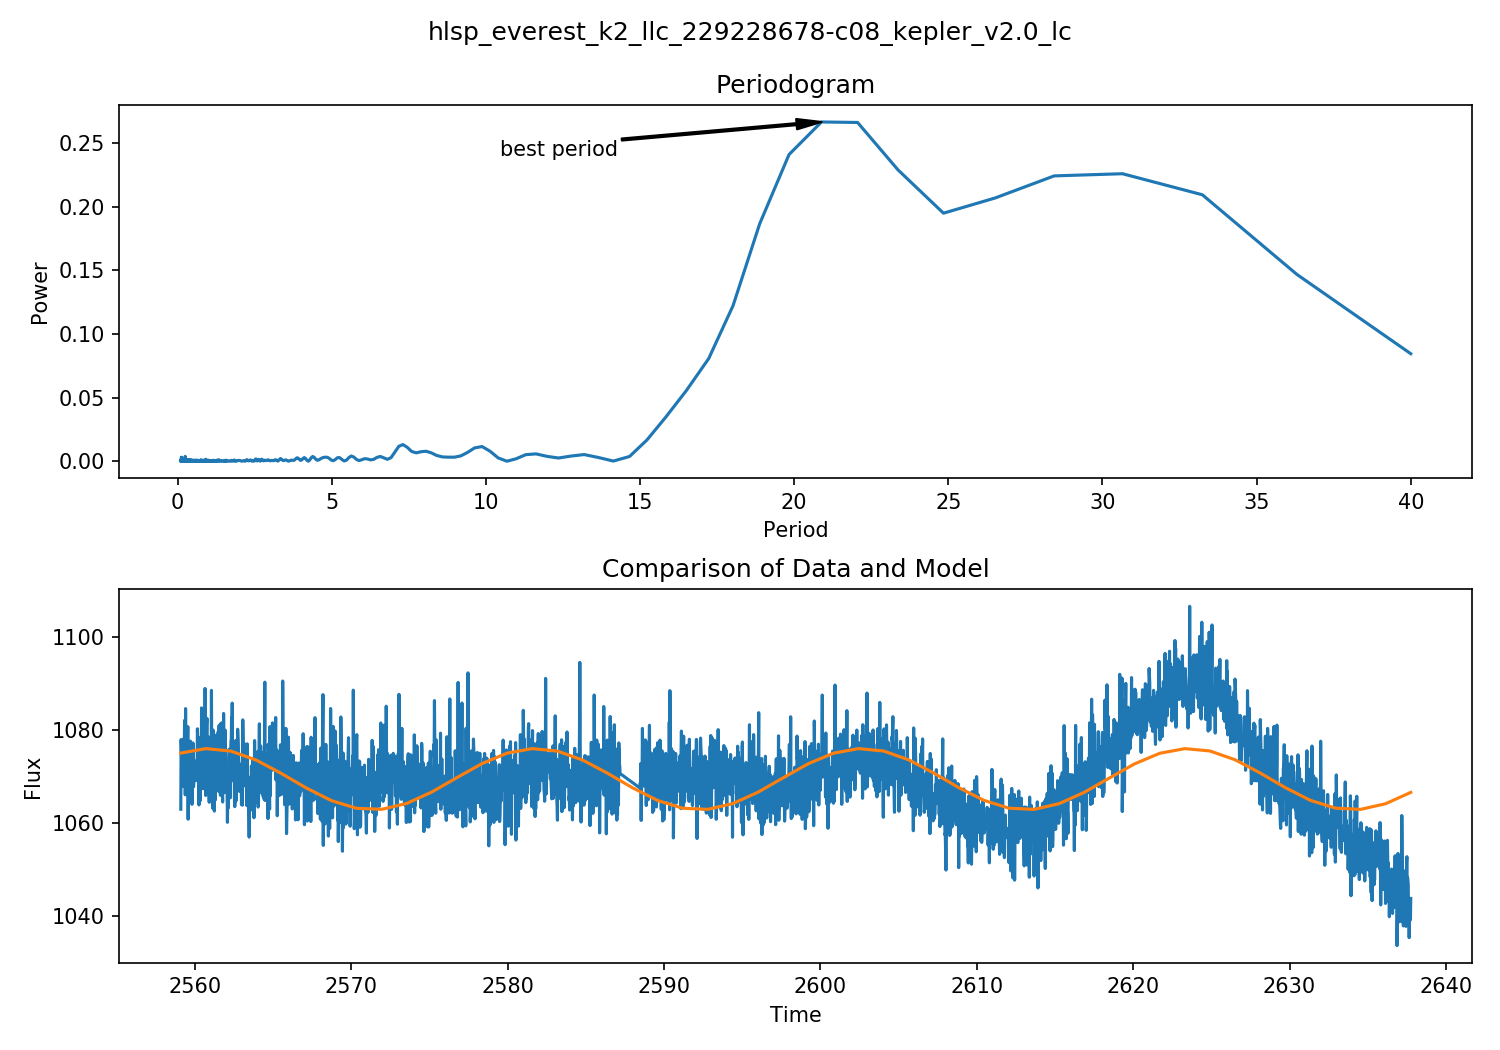 hlsp_everest_k2_llc_229228678-c08_kepler_v2.0_lc
Periodogram
Power
0.25
0.20
0.15
0.10
0.05
0.00
best period
0 5 10 15 20 25 30 35 40
Period
Comparison of Data and Model
Flux
1100
1080
1060
1040
2560 2570 2580 2590 2600 2610 2620 2630 2640
Time